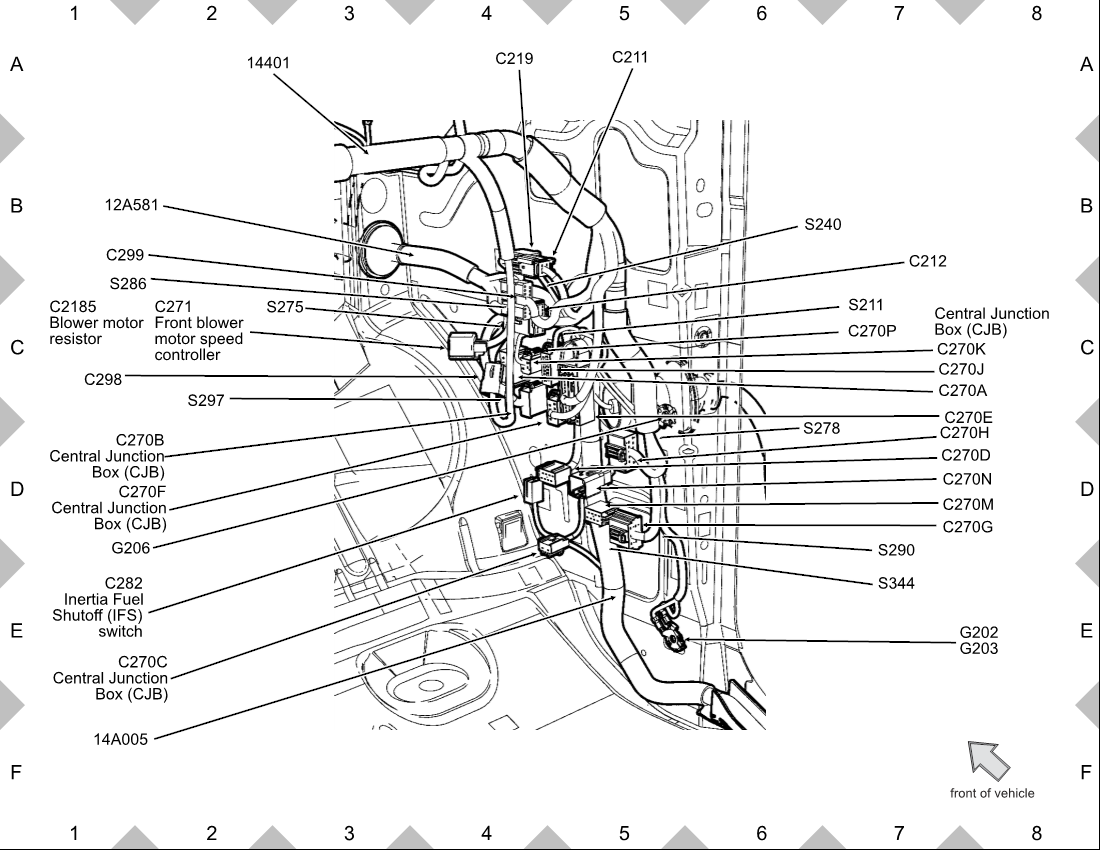 1 2 3 4 5 6 7 8
A A
14401
C219
C211
B B
12A581
S240
C299
C212
S286
C2185
Blower motor
resistor
C271
Front blower
motor speed
controller
S275
S211
C270P
Central Junction
Box (CJB)
C C
C270K
C270J
C298
C270A
S297
C270E
S278
C270H
C270B
Central Junction
Box (CJB)
C270D
C270N
D D
C270F
Central Junction
Box (CJB)
C270M
C270G
G206
S290
C282
Inertia Fuel
Shutoff (IFS)
switch
S344
E E
G202
G203
C270C
Central Junction
Box (CJB)
14A005
F F
front of vehicle
1 2 3 4 5 6 7 8